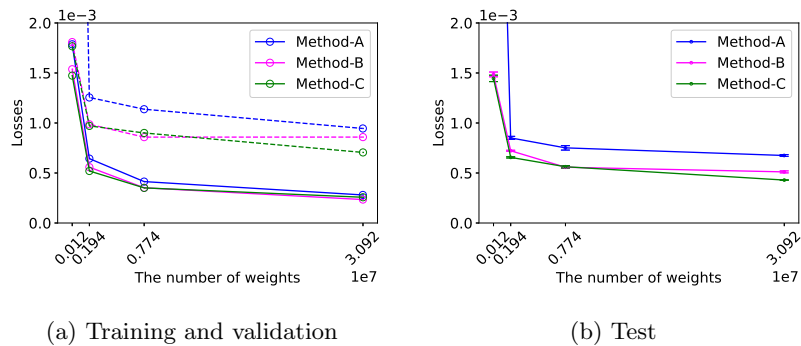 1e−3
2.0
1.5
1.0
0.5
0.0
Losses
Method-A
Method-B
Method-C
0.012
0.194
0.774
3.092
The number of weights
1e7
(a) Training and validation
1e−3
2.0
1.5
1.0
0.5
0.0
Losses
Method-A
Method-B
Method-C
0.012
0.194
0.774
3.092
The number of weights
1e7
(b) Test